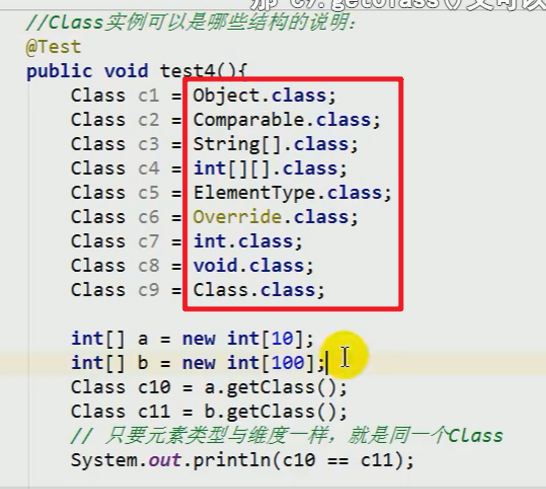 //Class实例可以是哪些结构的说明:
@Test
public void test4(){
Class c1 = Object.class;
Class c2 = Comparable.class;
Class c3 = String[].class;
Class c4 = int[][].class;
Class c5 = ElementType.class;
Class c6 = Override.class;
Class c7 = int.class;
Class c8 = void.class;
Class c9 = Class.class;
int[] a = new int[10];
int[] b = new int[100];
Class c10 = a.getClass();
Class c11 = b.getClass();
// 只要元素类型与维度一样，就是同一个Class
System.out.println(c10 == c11);